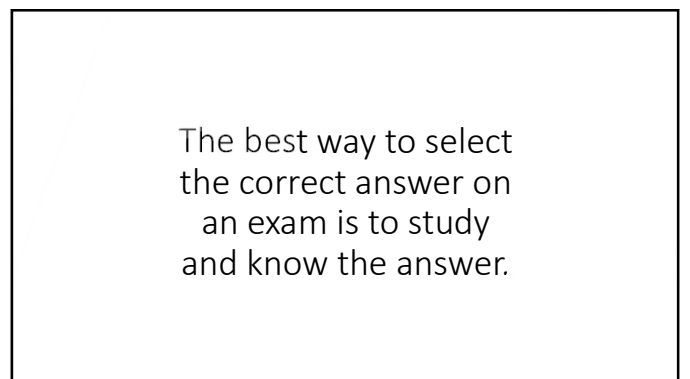 The best way to select
the correct answer on
an exam is to study
and know the answer.